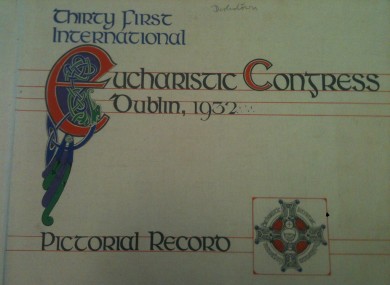 Thirty First
International
Eucharistic Congress
Dublin, 1932
Pictorial Record